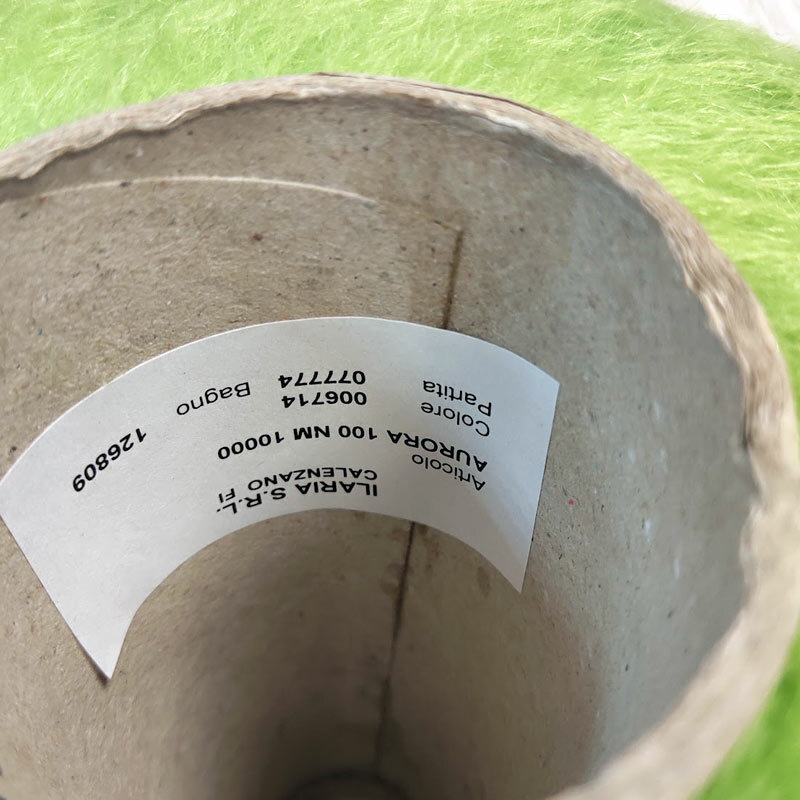 ILARIA S.R.L.
CALENZANO FI
Articolo
AURORA 100 NM 10000
Colore 006714 Bagno 126809
Partita 077774